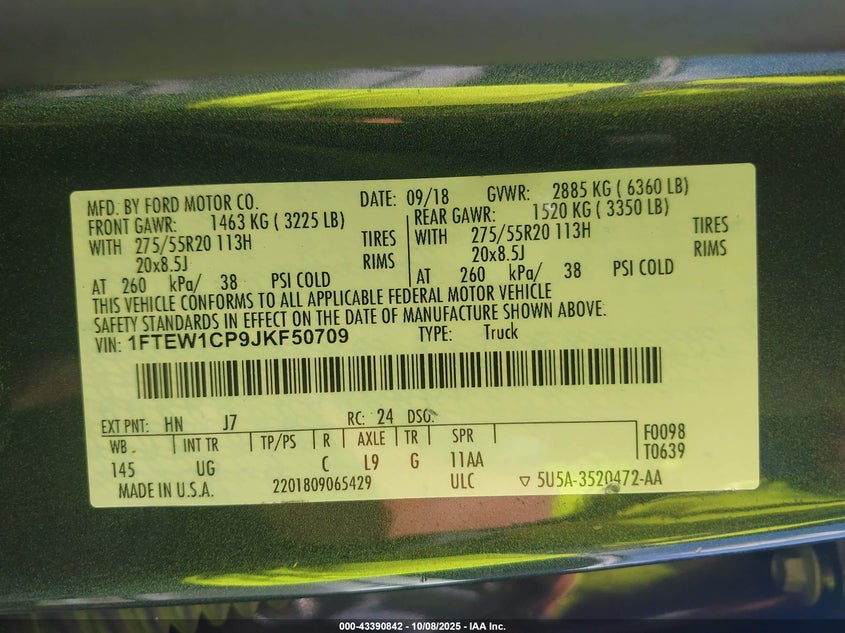 MFD. BY FORD MOTOR CO. DATE: 09/18 GVWR: 2885 KG ( 6360 LB)
FRONT GAWR: 1463 KG ( 3225 LB) REAR GAWR: 1520 KG ( 3350 LB)
WITH 275/55R20 113H TIRES WITH 275/55R20 113H TIRES
20x8.5J RIMS 20x8.5J RIMS
AT 260 kPa/ 38 PSI COLD AT 260 kPa/ 38 PSI COLD
THIS VEHICLE CONFORMS TO ALL APPLICABLE FEDERAL MOTOR VEHICLE
SAFETY STANDARDS IN EFFECT ON THE DATE OF MANUFACTURE SHOWN ABOVE.
VIN: 1FTEW1CP9JKF50709 TYPE: Truck
EXT PNT: HN J7 RC: 24 DSO:
WB INT TR TP/PS R AXLE TR SPR F0098
145 UG C L9 G 11AA T0639
MADE IN U.S.A. 2201809065429 ULC ▽ 5U5A-3520472-AA
000-43390842 - 10/08/2025 - IAA Inc.